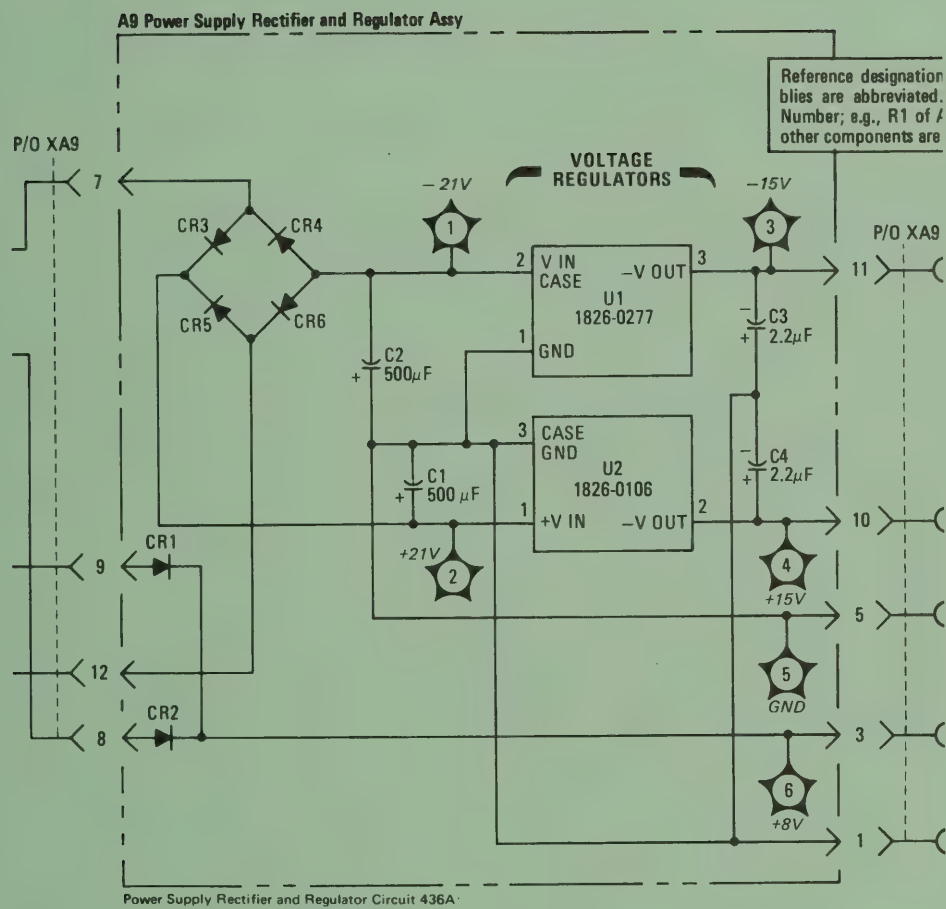 A9 Power Supply Rectifier and Regulator Assy
Reference designation
blies are abbreviated.
Number; e.g., R1 of A
other components are
P/O XA9
7
CR3
CR4
CR5
CR6
−21V
1
VOLTAGE
REGULATORS
−15V
3
P/O XA9
2
V IN
CASE
−V OUT
3
U1
1826-0277
1
GND
11
C2
+
500µF
−
C3
+
2.2µF
3
CASE
GND
U2
1826-0106
C1
+
500 µF
1
+V IN
−V OUT
2
−
C4
+
2.2µF
10
+21V
2
4
+15V
9
CR1
5
5
GND
12
8
CR2
3
6
+8V
1
Power Supply Rectifier and Regulator Circuit 436A